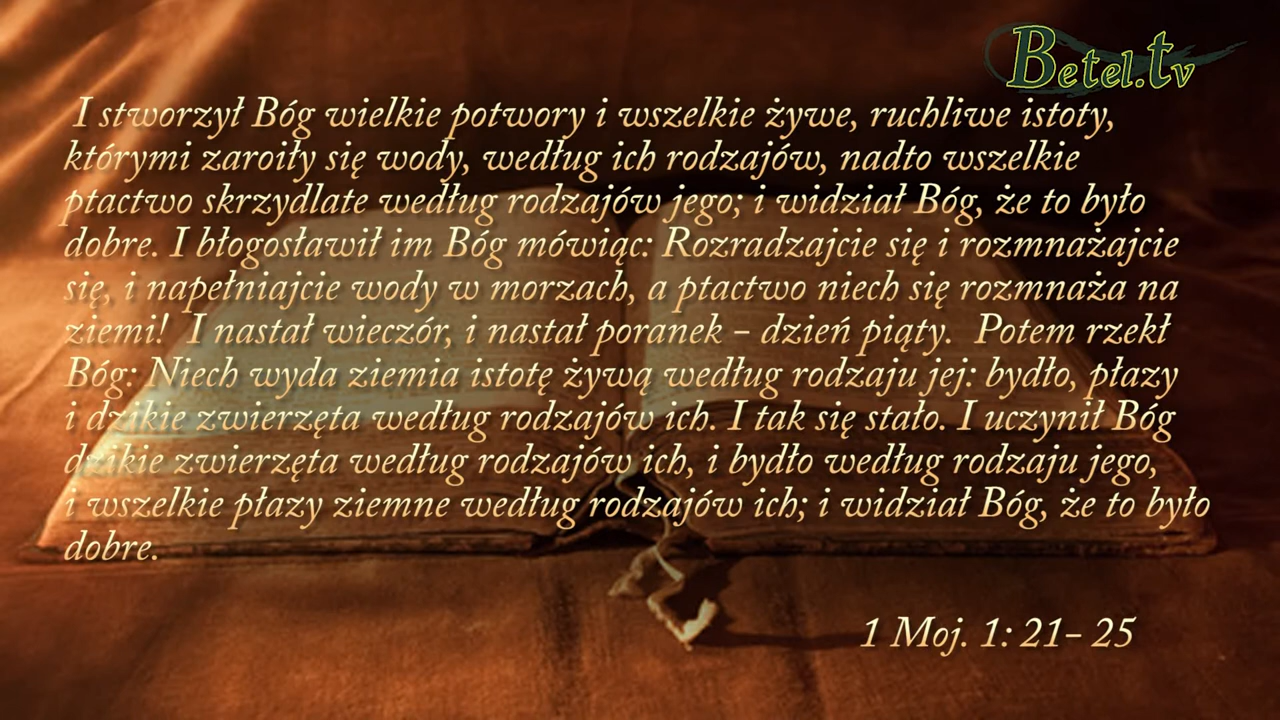 Betel.tv
I stworzył Bóg wielkie potwory i wszelkie żywe, ruchliwe istoty,
którymi zaroiły się wody, według ich rodzajów, nadto wszelkie
ptactwo skrzydlate według rodzajów jego; i widział Bóg, że to było
dobre. I błogosławił im Bóg mówiąc: Rozradzajcie się i rozmnażajcie
się, i napełniajcie wody w morzach, a ptactwo niech się rozmnaża na
ziemi! I nastał wieczór, i nastał poranek – dzień piąty. Potem rzekł
Bóg: Niech wyda ziemia istotę żywą według rodzaju jej: bydło, płazy
i dzikie zwierzęta według rodzajów ich. I tak się stało. I uczynił Bóg
dzikie zwierzęta według rodzajów ich, i bydło według rodzaju jego,
i wszelkie płazy ziemne według rodzajów ich; i widział Bóg, że to było
dobre.
1 Moj. 1: 21– 25